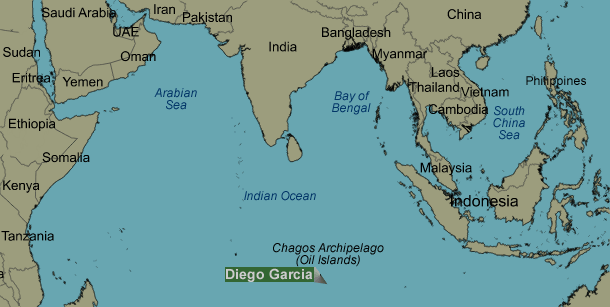 Saudi Arabia
Iran
Pakistan
China
UAE
India
Bangladesh
Sudan
Oman
Myanmar
Eritrea
Yemen
Laos
Philippines
Arabian
Sea
Bay of
Bengal
Thailand
Vietnam
Cambodia
South
China
Sea
Ethiopia
Somalia
Malaysia
Kenya
Indian Ocean
Indonesia
Tanzania
Chagos Archipelago
(Oil Islands)
Diego Garcia